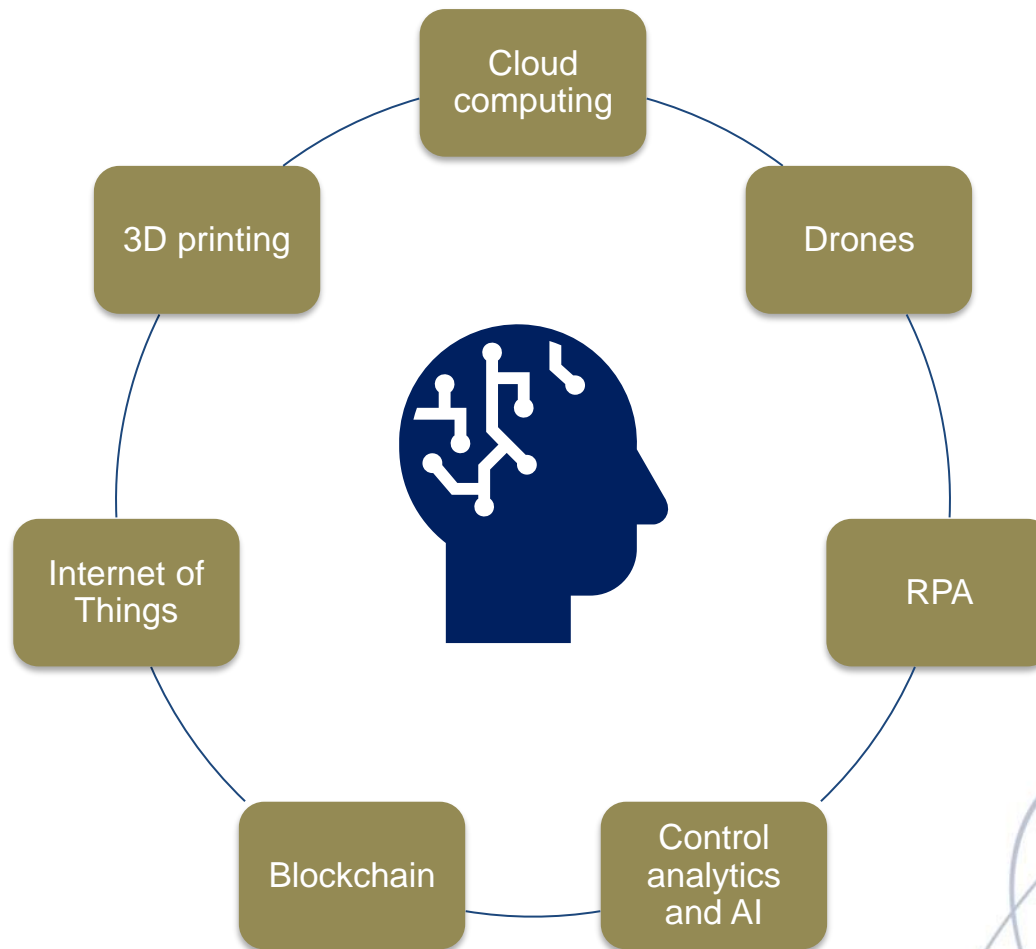 Cloud
computing
Drones
RPA
Control
analytics
and AI
Blockchain
Internet of
Things
3D printing